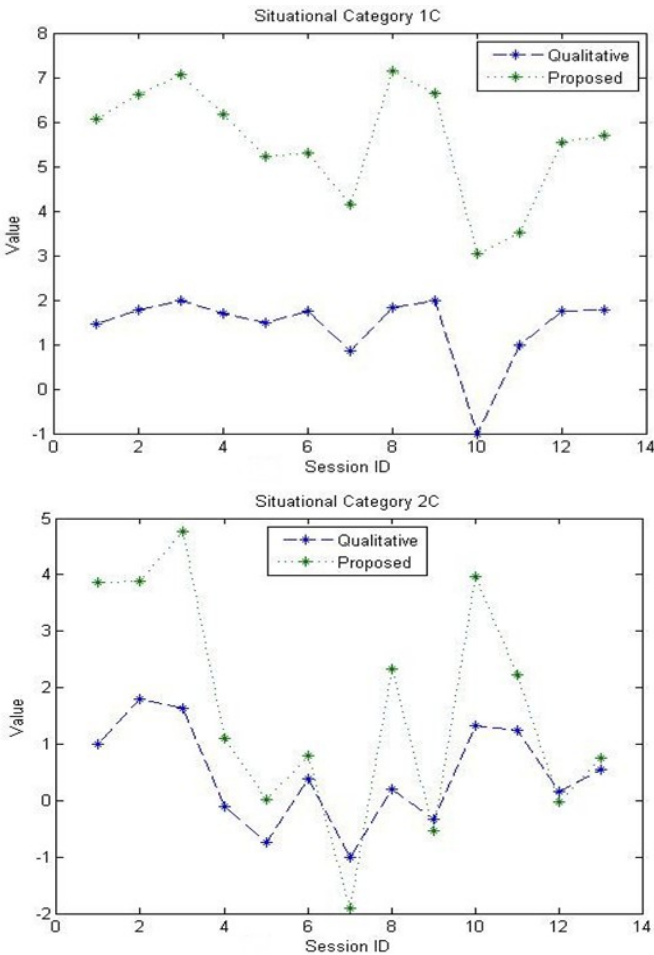 Situational Category 1C
8
7
6
5
4
3
2
1
0
-1
Value
Qualitative
Proposed
0 2 4 6 8 10 12 14
Session ID
Situational Category 2C
5
4
3
2
1
0
-1
-2
Value
Qualitative
Proposed
0 2 4 6 8 10 12 14
Session ID